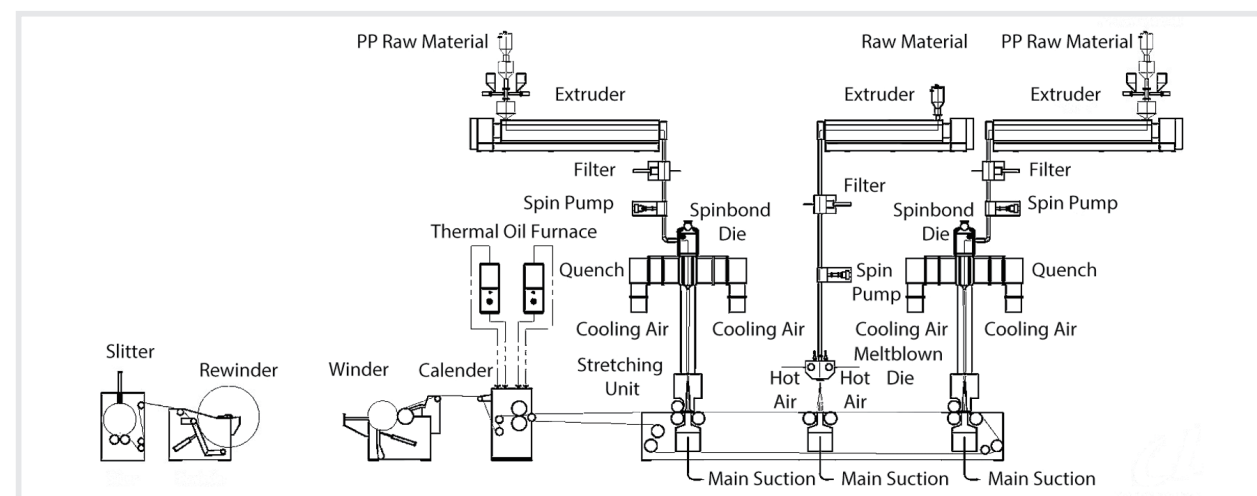 PP Raw Material
Raw Material
PP Raw Material
Extruder
Extruder
Extruder
Filter
Filter
Filter
Spin Pump
Spinbond
Die
Spinbond
Die
Spin Pump
Thermal Oil Furnace
Quench
Spin
Pump
Quench
Cooling Air
Cooling Air
Cooling Air
Cooling Air
Slitter
Rewinder
Winder
Calender
Stretching
Unit
Meltblown
Die
Hot
Air
Hot
Air
Main Suction
Main Suction
Main Suction